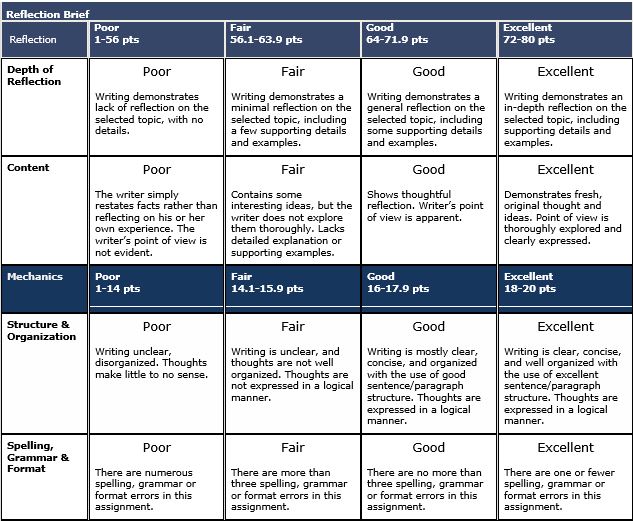 Reflection Brief
Reflection
Poor
1-56 pts
Fair
56.1-63.9 pts
Good
64-71.9 pts
Excellent
72-80 pts
Depth of
Reflection
Poor
Writing demonstrates
lack of reflection on the
selected topic, with no
details.
Fair
Writing demonstrates a
minimal reflection on the
selected topic, including
a few supporting details
and examples.
Good
Writing demonstrates a
general reflection on the
selected topic, including
some supporting details
and examples.
Excellent
Writing demonstrates an
in-depth reflection on the
selected topic, including
supporting details and
examples.
Content
Poor
The writer simply
restates facts rather than
reflecting on his or her
own experience. The
writer's point of view is
not evident.
Fair
Contains some
interesting ideas, but the
writer does not explore
them thoroughly. Lacks
detailed explanation or
supporting examples.
Good
Shows thoughtful
reflection. Writer's point
of view is apparent.
Excellent
Demonstrates fresh,
original thought and
ideas. Point of view is
thoroughly explored and
clearly expressed.
Mechanics
Poor
1-14 pts
Fair
14.1-15.9 pts
Good
16-17.9 pts
Excellent
18-20 pts
Structure &
Organization
Poor
Writing unclear,
disorganized. Thoughts
make little to no sense.
Fair
Writing is unclear, and
thoughts are not well
organized. Thoughts are
not expressed in a logical
manner.
Good
Writing is mostly clear,
concise, and organized
with the use of good
sentence/paragraph
structure. Thoughts are
expressed in a logical
manner.
Excellent
Writing is clear, concise,
and well organized with
the use of excellent
sentence/paragraph
structure. Thoughts are
expressed in a logical
manner.
Spelling,
Grammar &
Format
Poor
There are numerous
spelling, grammar or
format errors in this
assignment.
Fair
There are more than
three spelling, grammar
or format errors in this
assignment.
Good
There are no more than
three spelling, grammar
or format errors in this
assignment.
Excellent
There are one or fewer
spelling, grammar or
format errors in this
assignment.